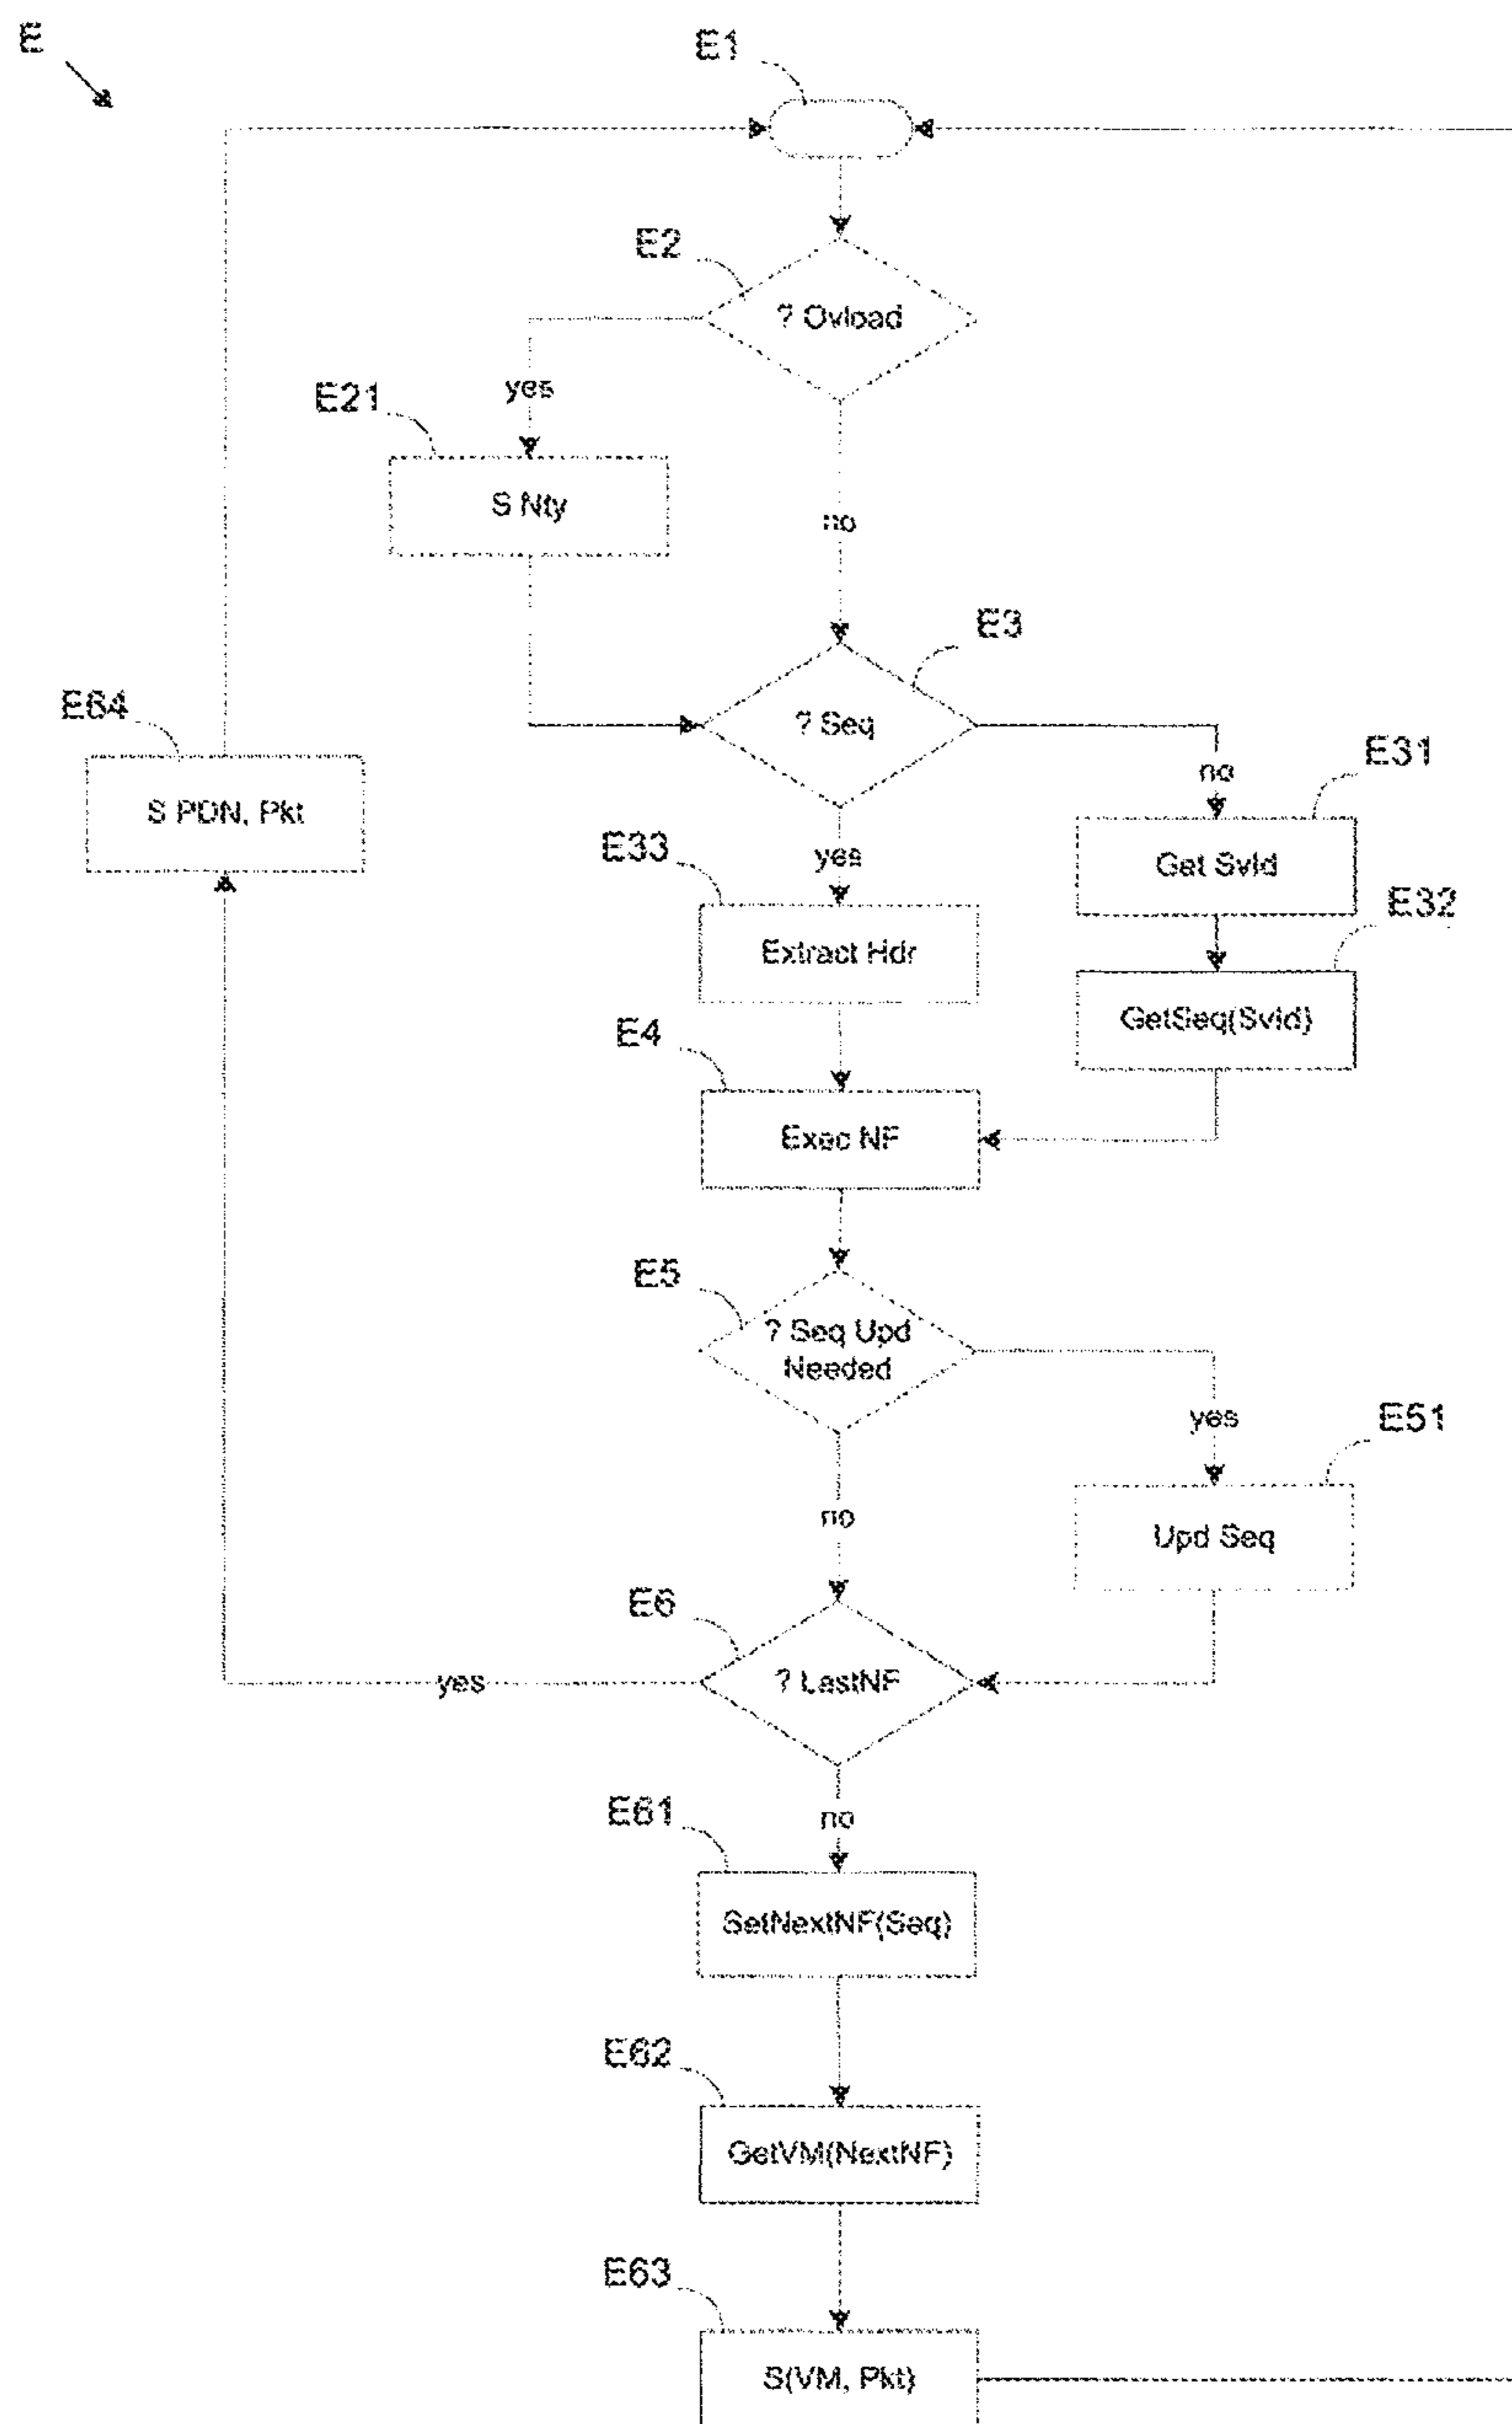 E
E1
E2
? Ovload
yes
E21
S Nty
no
E3
? Seq
E64
S PDN, Pkt
no
E31
Get SvId
yes
E33
Extract Hdr
E32
GetSeq(SvId)
E4
Exec NF
E5
? Seq Upd
Needed
yes
E51
Upd Seq
no
E6
? LastNF
yes
no
E61
GetNextNF(Seq)
E62
GetVM(NextNF)
E63
S(VM, Pkt)